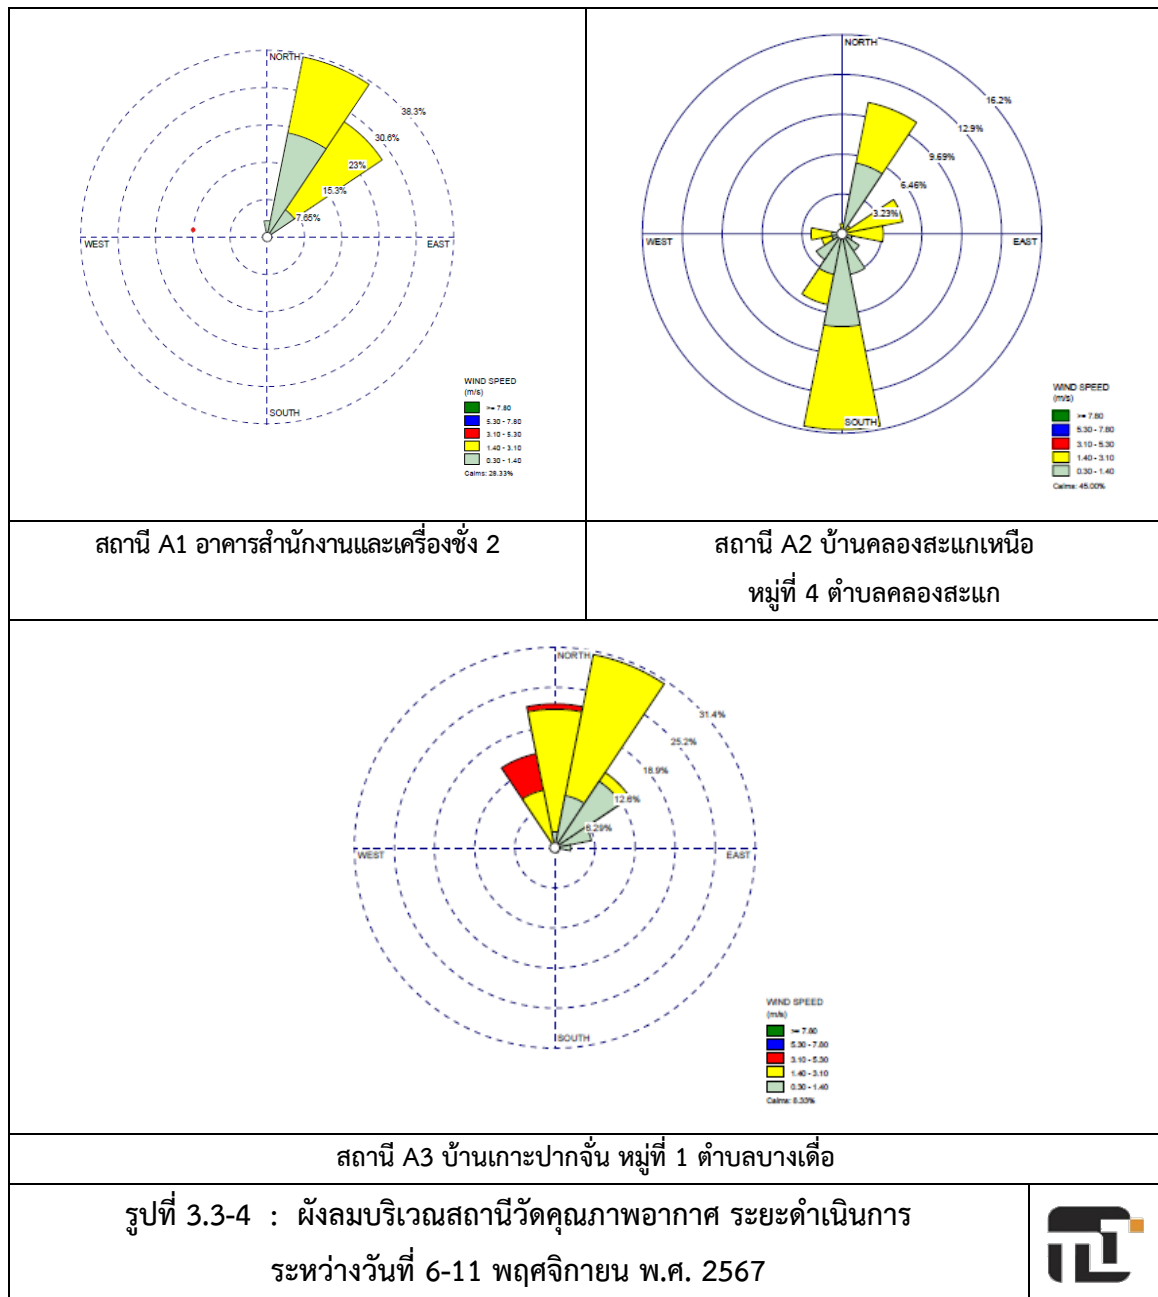 NORTH
38.3%
30.6%
23%
15.3%
7.65%
WEST
EAST
SOUTH
WIND SPEED
(m/s)
>= 7.80
5.30 - 7.80
3.10 - 5.30
1.40 - 3.10
0.30 - 1.40
Calms: 28.33%
สถานี A1 อาคารสำนักงานและเครื่องชั่ง 2
NORTH
16.2%
12.9%
9.69%
6.46%
3.23%
WEST
EAST
SOUTH
WIND SPEED
(m/s)
>= 7.80
5.30 - 7.80
3.10 - 5.30
1.40 - 3.10
0.30 - 1.40
Calms: 45.00%
สถานี A2 บ้านคลองสะแกเหนือ
หมู่ที่ 4 ตำบลคลองสะแก
NORTH
31.4%
25.2%
18.9%
12.6%
6.29%
WEST
EAST
SOUTH
WIND SPEED
(m/s)
>= 7.80
5.30 - 7.80
3.10 - 5.30
1.40 - 3.10
0.30 - 1.40
Calms: 8.33%
สถานี A3 บ้านเกาะปากจั่น หมู่ที่ 1 ตำบลบางเดื่อ
รูปที่ 3.3-4 : ผังลมบริเวณสถานีวัดคุณภาพอากาศ ระยะดำเนินการ
ระหว่างวันที่ 6-11 พฤศจิกายน พ.ศ. 2567